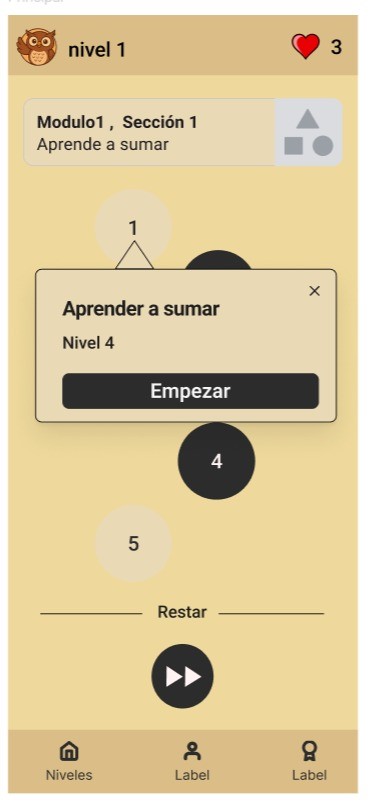 Principal
nivel 1
3
Modulo1 , Sección 1
Aprende a sumar
1
Aprender a sumar
Nivel 4
Empezar
4
5
Restar
Niveles
Label
Label